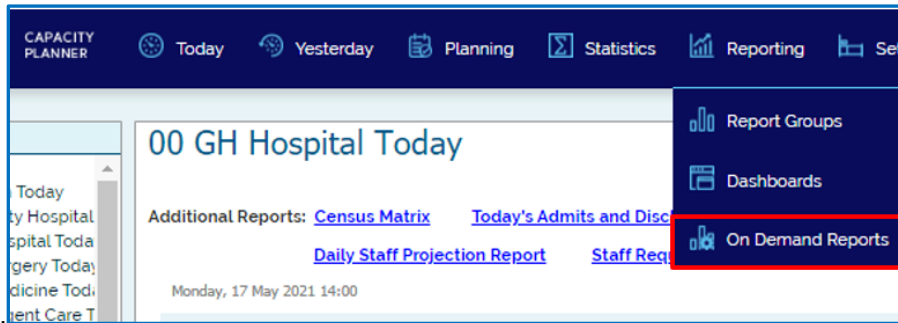 CAPACITY
PLANNER
Today
Yesterday
Planning
Statistics
Reporting
Report Groups
Dashboards
On Demand Reports
Today
Hospital
00 GH Hospital Today
Additional Reports: Census Matrix Today's Admits and
Daily Staff Projection Report Staff
Monday, 17 May 2021 14:00